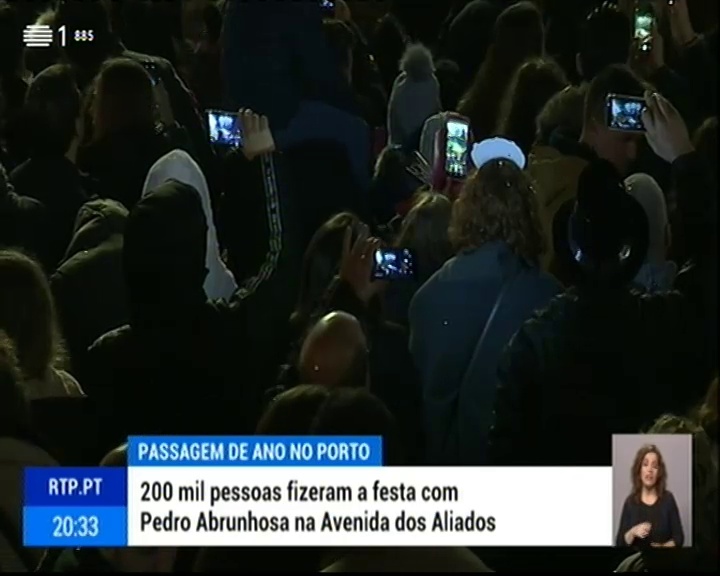 1 885
PASSAGEM DE ANO NO PORTO
RTP.PT
200 mil pessoas fizeram a festa com
20:33
Pedro Abrunhosa na Avenida dos Aliados